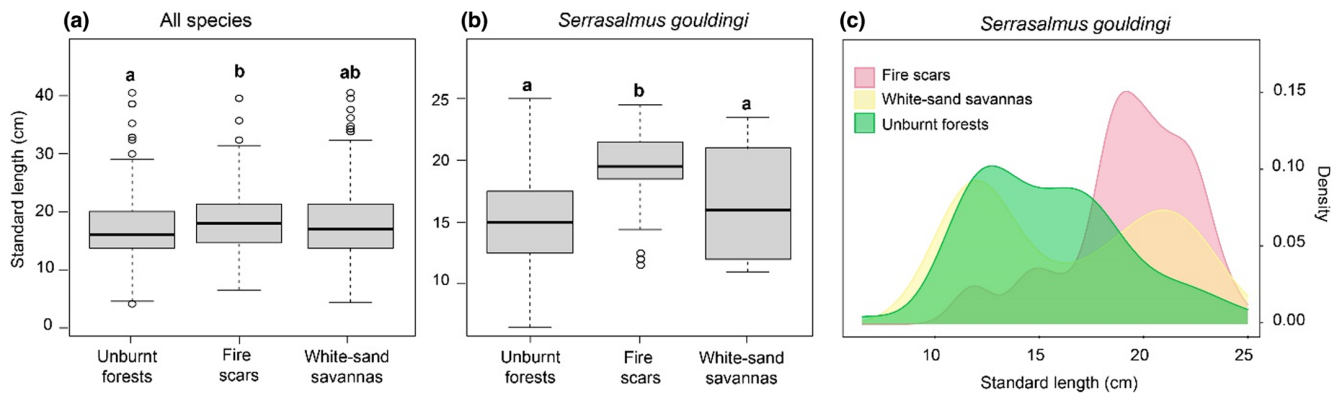 (a) All species
a b ab
Standard length (cm)
40
30
20
10
0
Unburnt
forests
Fire
scars
White-sand
savannas
(b) Serrasalmus gouldingi
a b a
25
20
15
10
Unburnt
forests
Fire
scars
White-sand
savannas
(c) Serrasalmus gouldingi
Fire scars
White-sand savannas
Unburnt forests
0.15
0.10
0.05
0.00
Density
10 15 20 25
Standard length (cm)